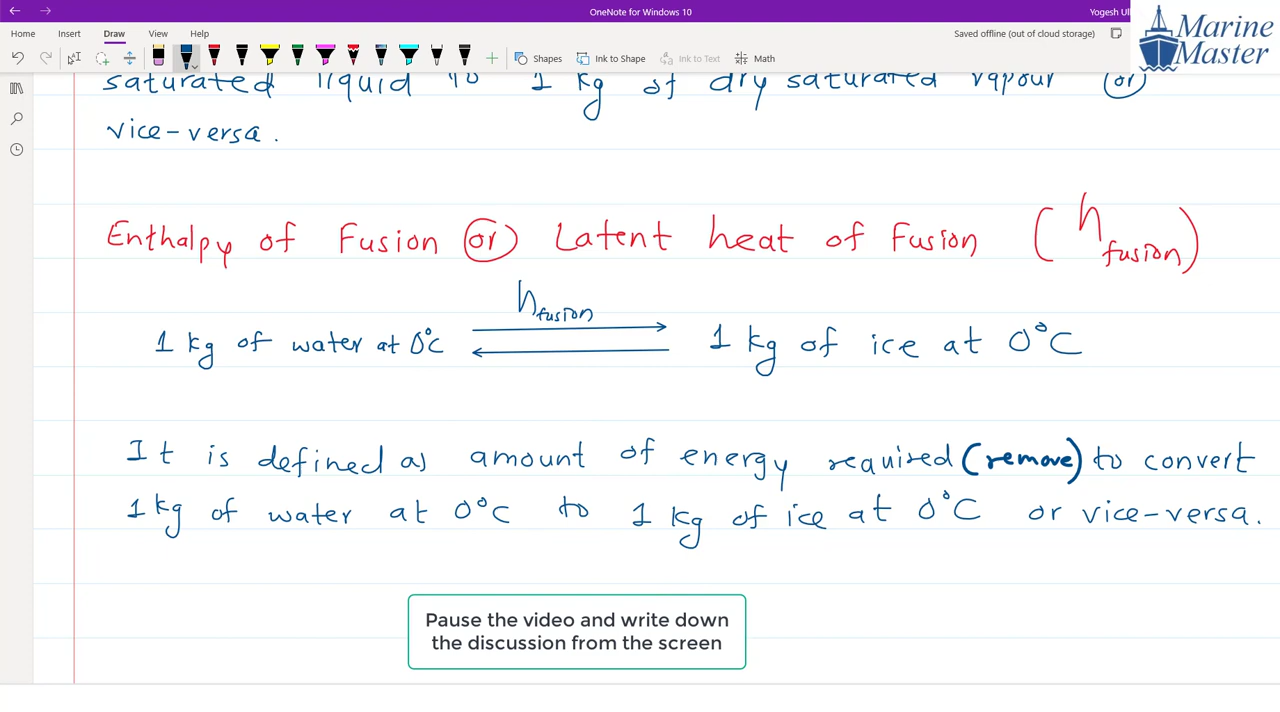 OneNote for Windows 10
Yogesh Ull
Home Insert Draw View Help
Saved offline (out of cloud storage)
Marine
Master
Shapes Ink to Shape Ink to Text Math
saturated liquid to 1 kg of dry saturated vapour or
vice-versa.
Enthalpy of Fusion or Latent heat of Fusion (h fusion)
h fusion
1 kg of water at 0°C 1 kg of ice at 0°C
It is defined as amount of energy required (remove) to convert
1 kg of water at 0°C to 1 kg of ice at 0°C or vice-versa.
Pause the video and write down
the discussion from the screen